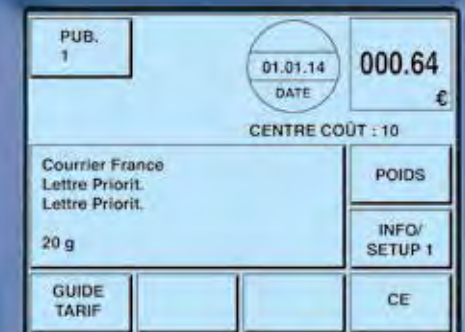 PUB.
1
01.01.14
DATE
000.64
€
CENTRE COÛT : 10
Courrier France
Lettre Priorit.
Lettre Priorit.
20 g
POIDS
INFO/
SETUP 1
GUIDE
TARIF
CE